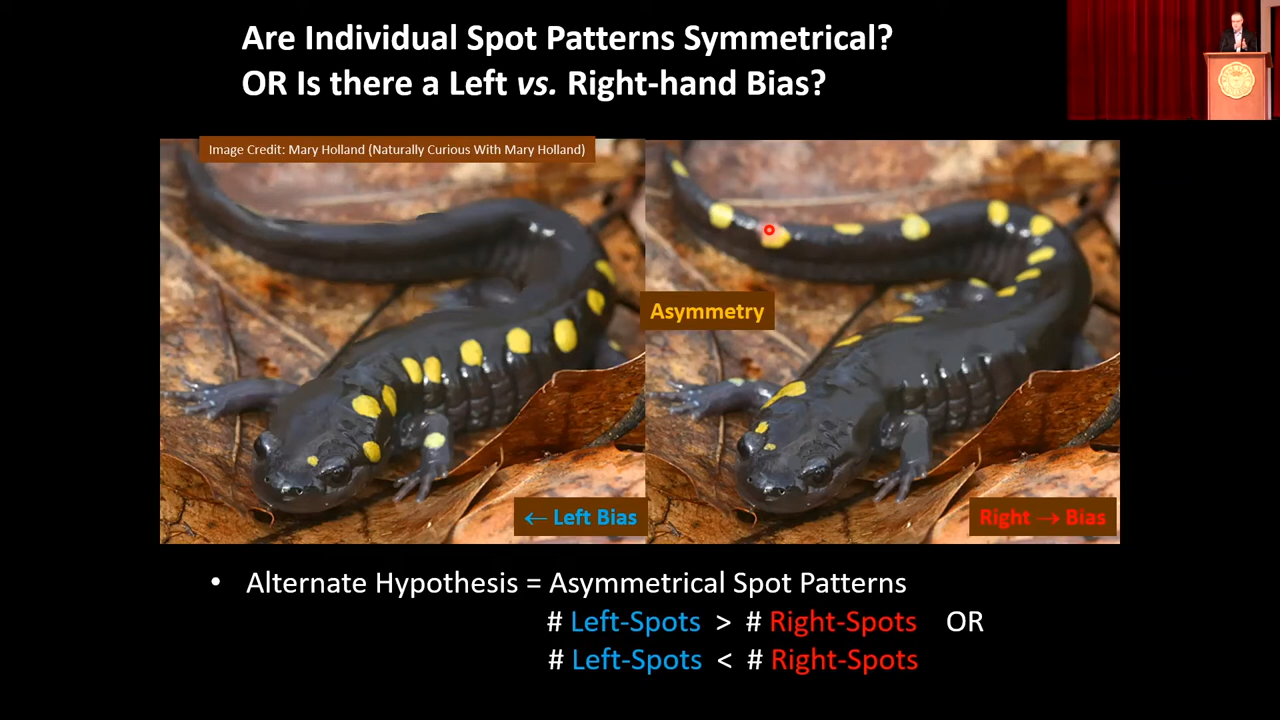 Are Individual Spot Patterns Symmetrical?
OR Is there a Left vs. Right-hand Bias?
Image Credit: Mary Holland (Naturally Curious With Mary Holland)
Asymmetry
← Left Bias
Right → Bias
• Alternate Hypothesis = Asymmetrical Spot Patterns
# Left-Spots > # Right-Spots OR
# Left-Spots < # Right-Spots